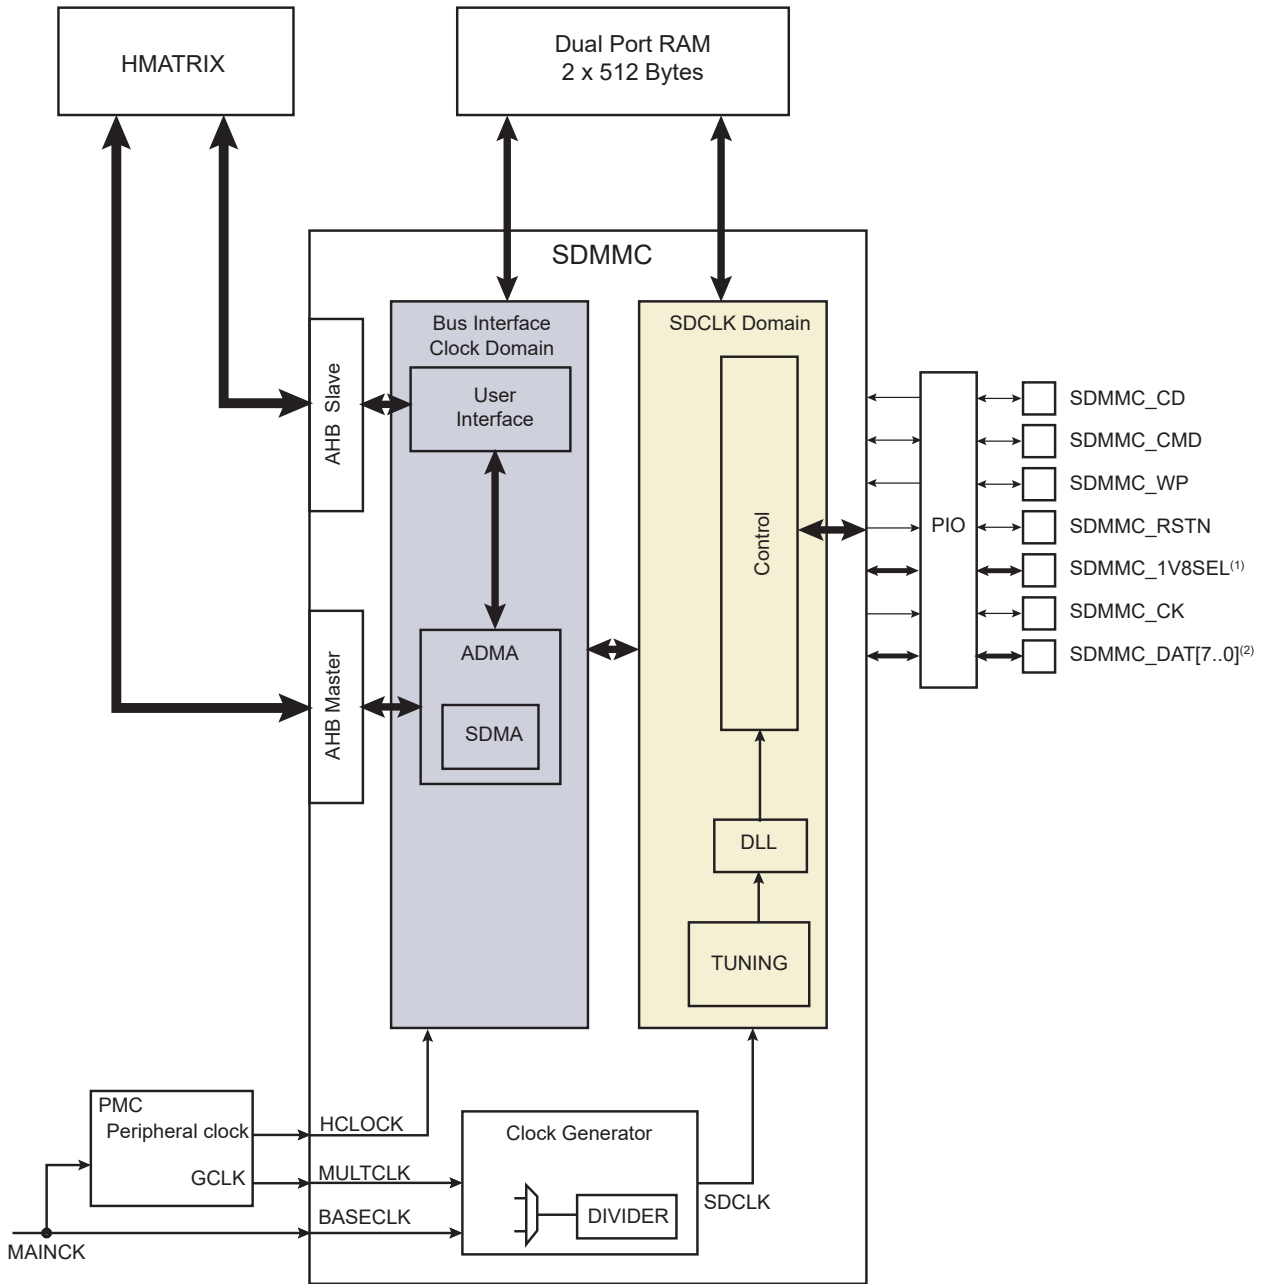 HMATRIX
Dual Port RAM
2 x 512 Bytes
SDMMC
Bus Interface
Clock Domain
SDCLK Domain
User
Interface
AHB Slave
Control
PIO
SDMMC_CD
SDMMC_CMD
SDMMC_WP
SDMMC_RSTN
SDMMC_1V8SEL(1)
SDMMC_CK
SDMMC_DAT[7..0](2)
AHB Master
ADMA
SDMA
DLL
TUNING
PMC
Peripheral clock
GCLK
HCLOCK
MULTCLK
BASECLK
Clock Generator
DIVIDER
SDCLK
MAINCK